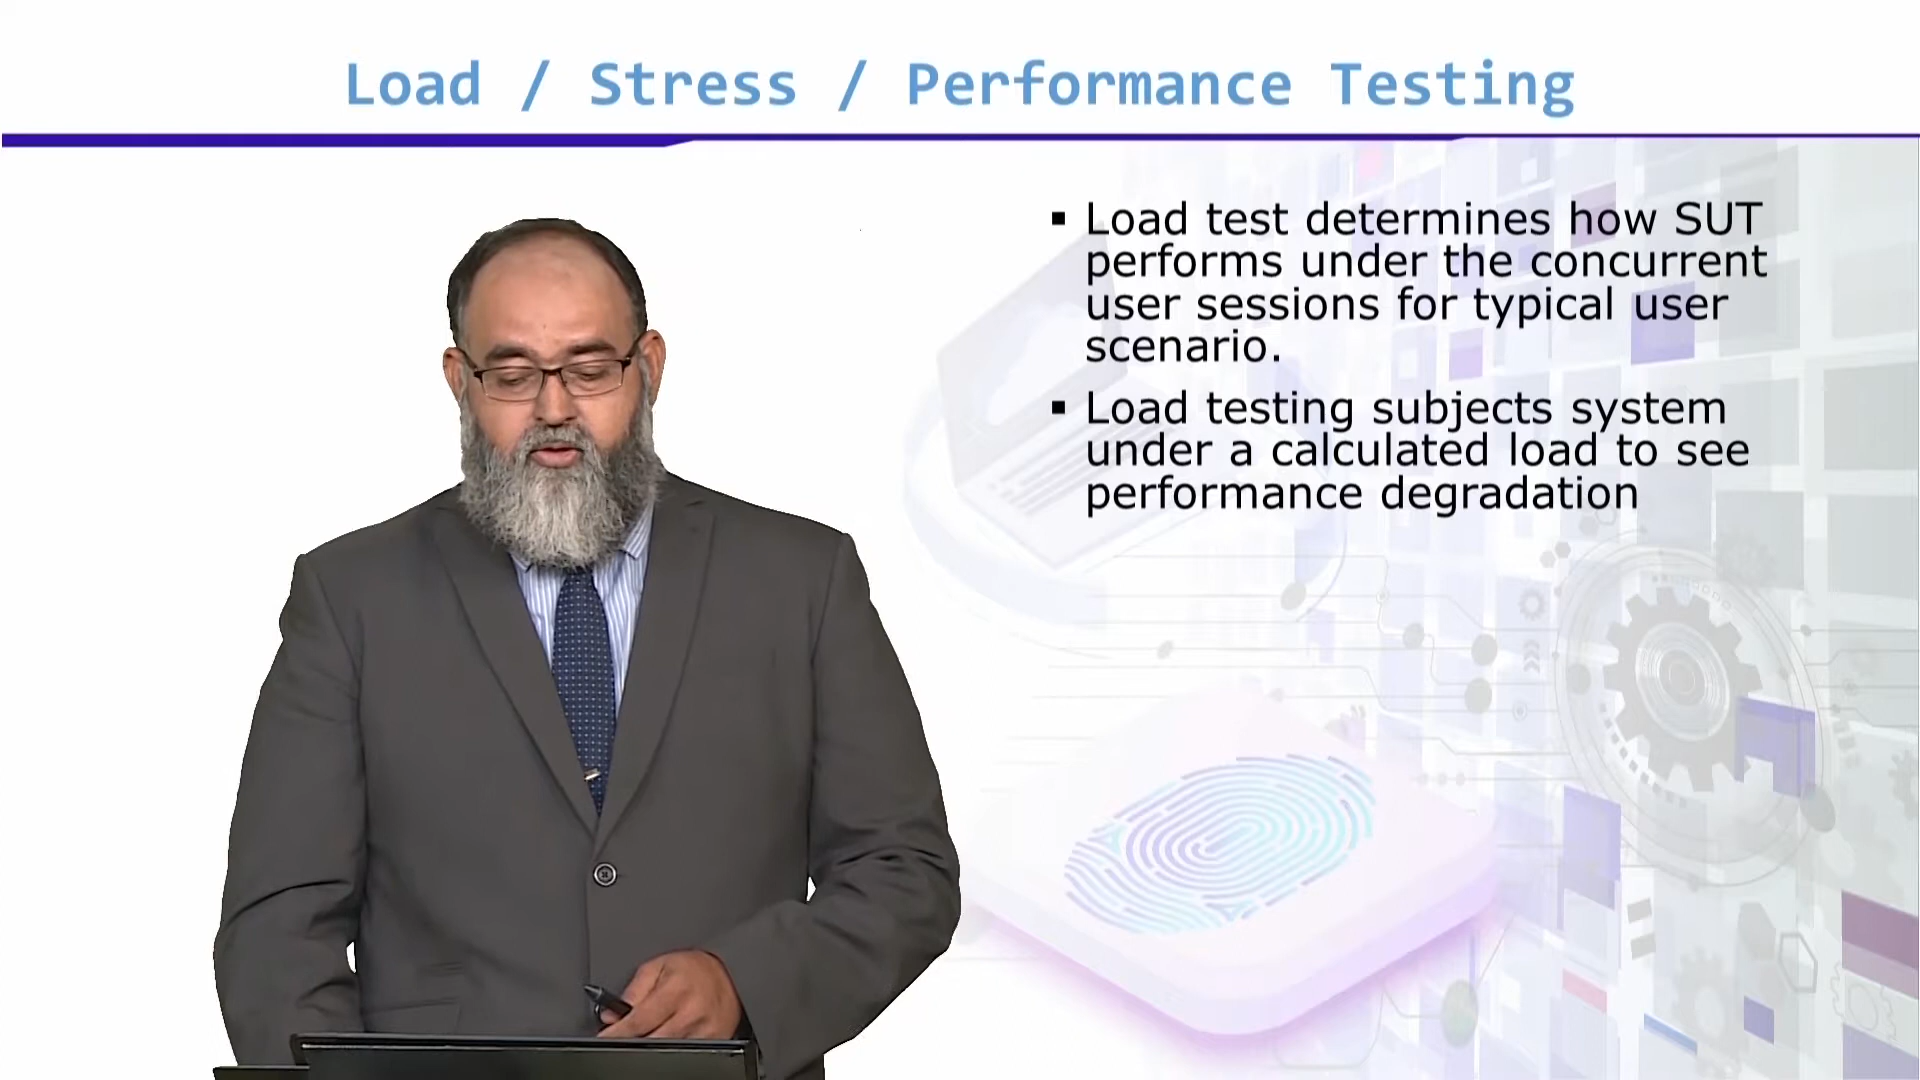 Load / Stress / Performance Testing
▪ Load test determines how SUT
performs under the concurrent
user sessions for typical user
scenario.
▪ Load testing subjects system
under a calculated load to see
performance degradation